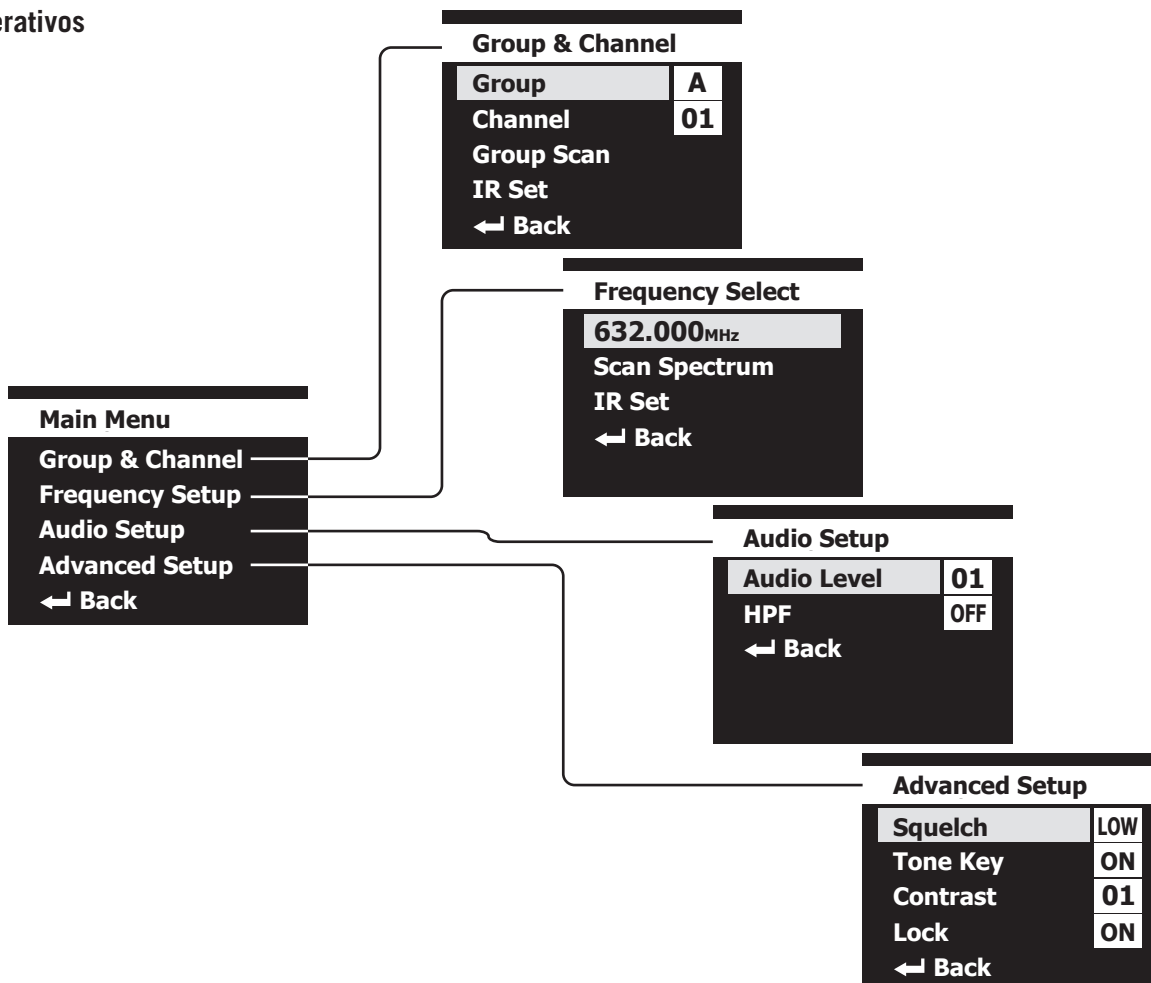 erativos
Group & Channel
Group A
Channel 01
Group Scan
IR Set
Back
Frequency Select
632.000MHz
Scan Spectrum
IR Set
Back
Main Menu
Group & Channel
Frequency Setup
Audio Setup
Advanced Setup
Back
Audio Setup
Audio Level 01
HPF OFF
Back
Advanced Setup
Squelch LOW
Tone Key ON
Contrast 01
Lock ON
Back